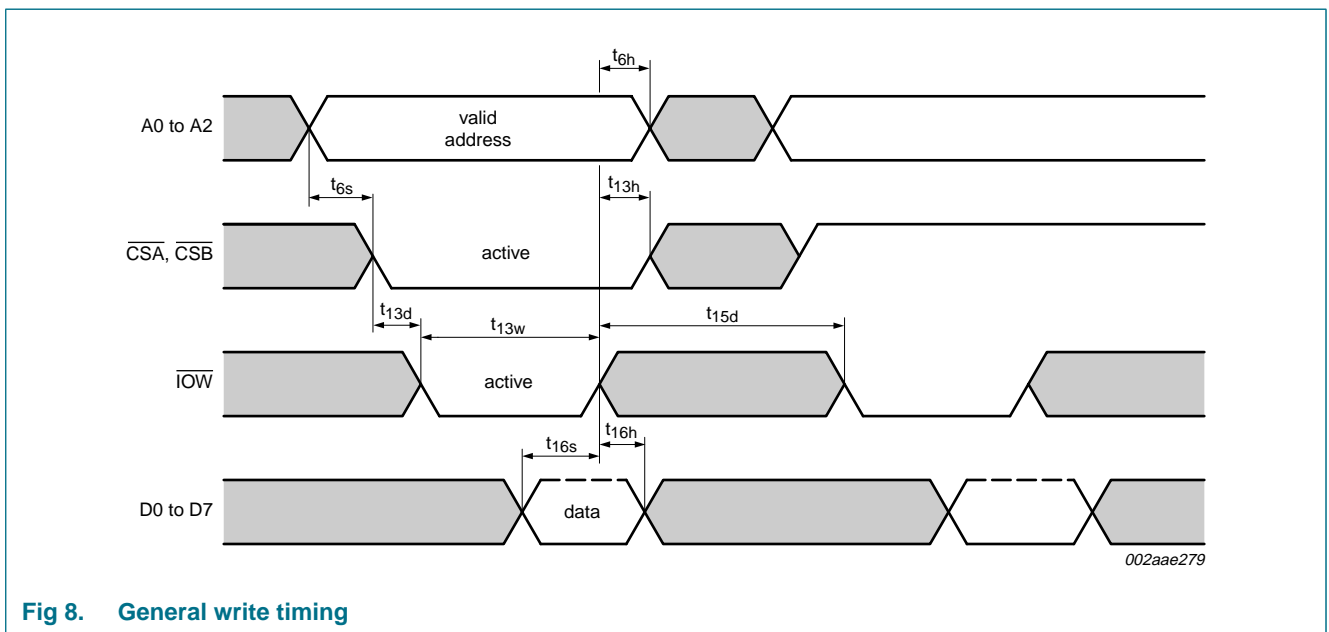 t6h
A0 to A2
valid
address
t6s
t13h
CSA, CSB
active
t13d
t13w
t15d
IOW
active
t16s
t16h
D0 to D7
data
002aae279
Fig 8. General write timing